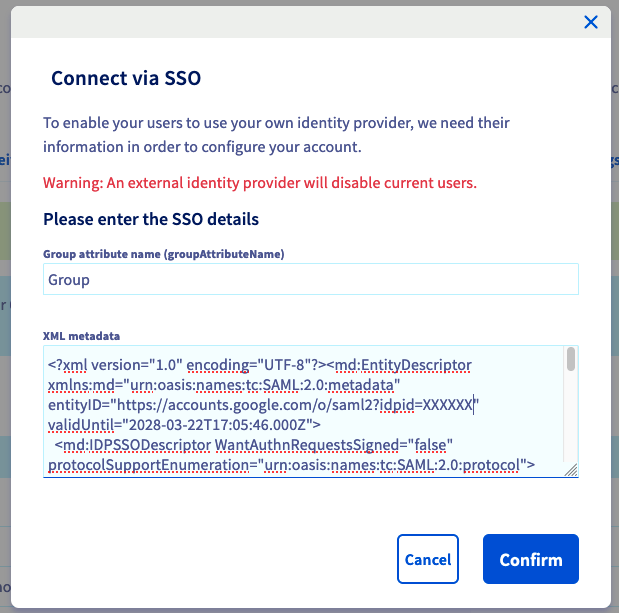 Connect via SSO
To enable your users to use your own identity provider, we need their
information in order to configure your account.
Warning: An external identity provider will disable current users.
Please enter the SSO details
Group attribute name (groupAttributeName)
Group
XML metadata
<?xml version="1.0" encoding="UTF-8"?><md:EntityDescriptor
xmlns:md="urn:oasis:names:tc:SAML:2.0:metadata"
entityID="https://accounts.google.com/o/saml2?idpid=XXXXXX"
validUntil="2028-03-22T17:05:46.000Z">
<md:IDPSSODescriptor WantAuthnRequestsSigned="false"
protocolSupportEnumeration="urn:oasis:names:tc:SAML:2.0:protocol">
Cancel
Confirm